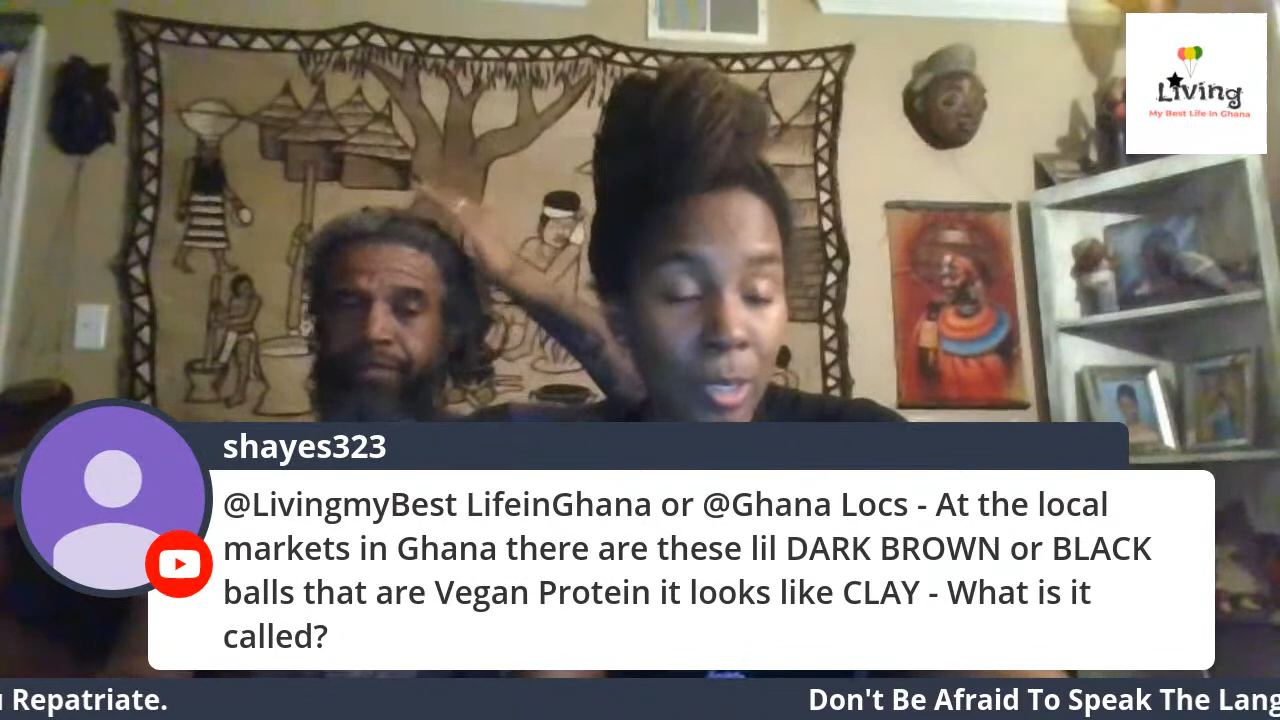 Living
My Best Life In Ghana
shayes323
@LivingmyBest LifeinGhana or @Ghana Locs - At the local
markets in Ghana there are these lil DARK BROWN or BLACK
balls that are Vegan Protein it looks like CLAY - What is it
called?
Repatriate.
Don't Be Afraid To Speak The Lang